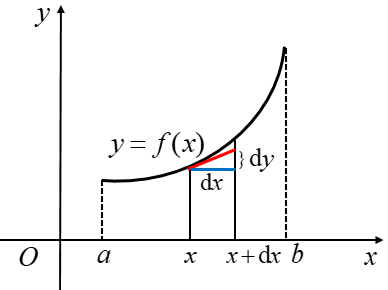 y
y = f(x)
} dy
dx
O a x x + dx b x